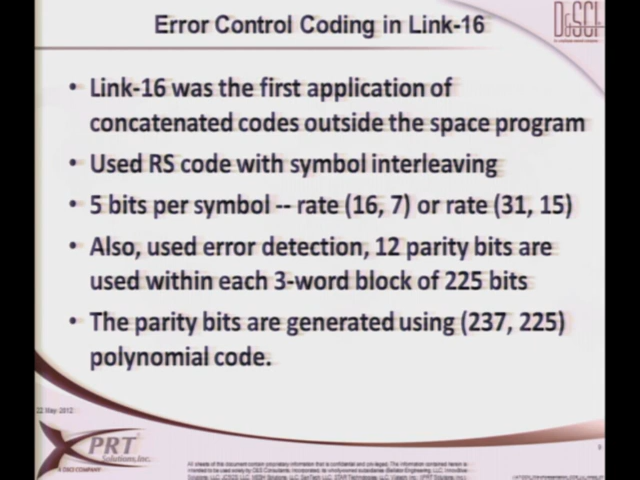 Error Control Coding in Link-16
• Link-16 was the first application of
concatenated codes outside the space program
• Used RS code with symbol interleaving
• 5 bits per symbol -- rate (16, 7) or rate (31, 15)
• Also, used error detection, 12 parity bits are
used within each 3-word block of 225 bits
• The parity bits are generated using (237, 225)
polynomial code.
22 May 2012
XPRT
Solutions, Inc.
A D&SCI COMPANY